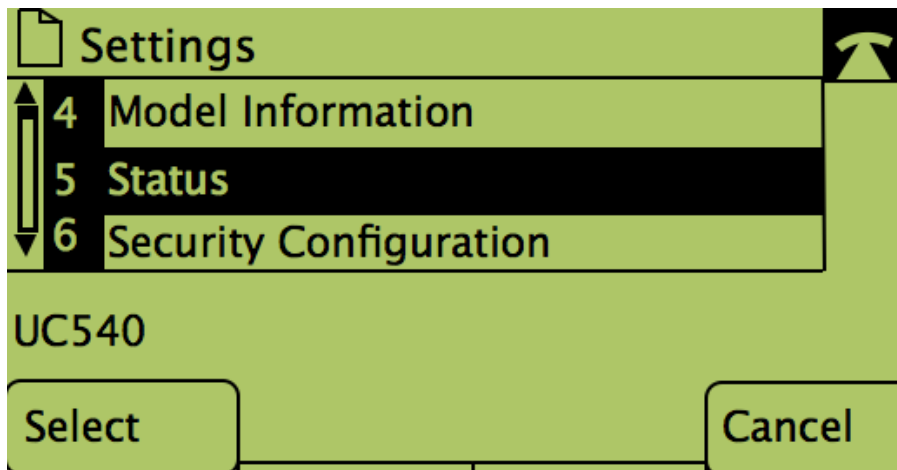 Settings
4 Model Information
5 Status
6 Security Configuration
UC540
Select Cancel